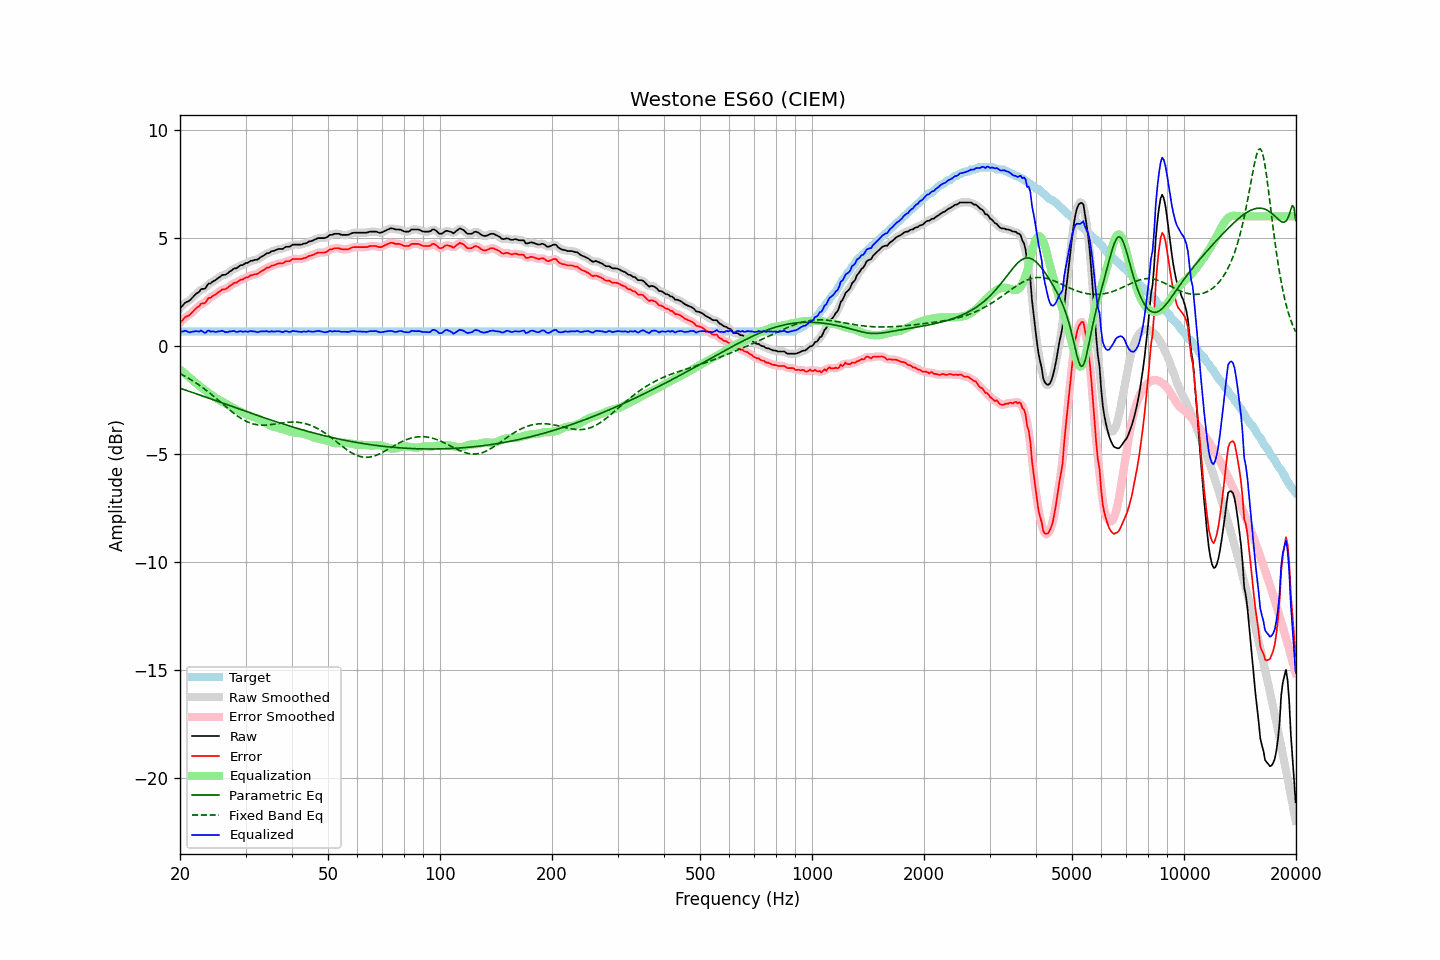 Westone ES60 (CIEM)
10
5
0
−5
−10
−15
−20
Amplitude (dBr)
Target
Raw Smoothed
Error Smoothed
Raw
Error
Equalization
Parametric Eq
Fixed Band Eq
Equalized
20 50 100 200 500 1000 2000 5000 10000 20000
Frequency (Hz)